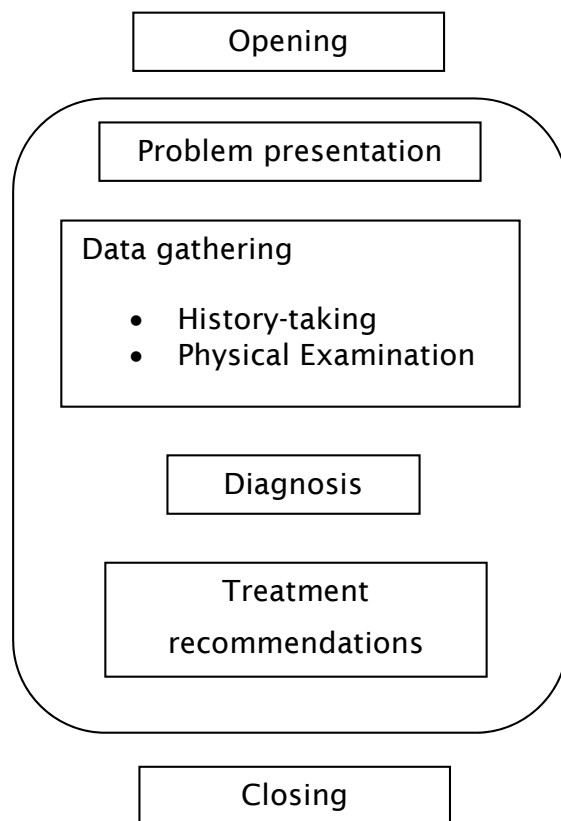 Opening
Problem presentation
Data gathering
• History-taking
• Physical Examination
Diagnosis
Treatment
recommendations
Closing